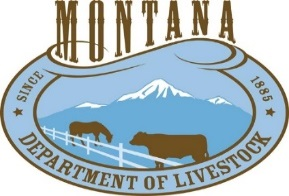 MONTANA
SINCE 1885
DEPARTMENT OF LIVESTOCK